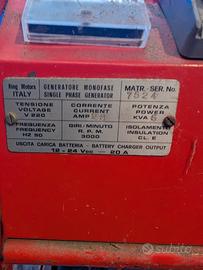 Ring Motors
ITALY
GENERATORE MONOFASE
SINGLE PHASE GENERATOR
MATR. SER. No.
7524
TENSIONE
VOLTAGE
V 220
CORRENTE
CURRENT
AMP
POTENZA
POWER
KVA 6
FREQUENZA
FREQUENCY
HZ 50
GIRI-MINUTO
R.P.M.
3000
ISOLAMENTO
INSULATION
CL. E
USCITA CARICA BATTERIA - BATTERY CHARGER OUTPUT
12 - 24 VDC - 20 A
subito.it